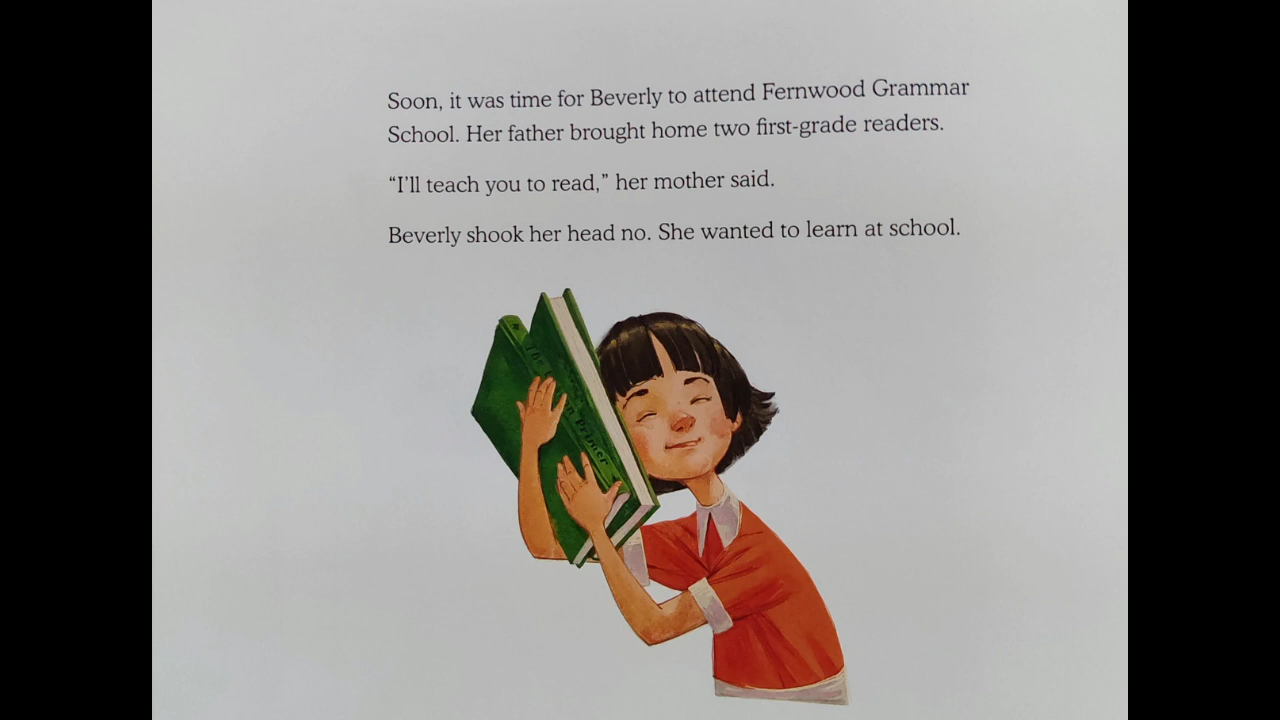 Soon, it was time for Beverly to attend Fernwood Grammar
School. Her father brought home two first-grade readers.
“I’ll teach you to read,” her mother said.
Beverly shook her head no. She wanted to learn at school.
Primer